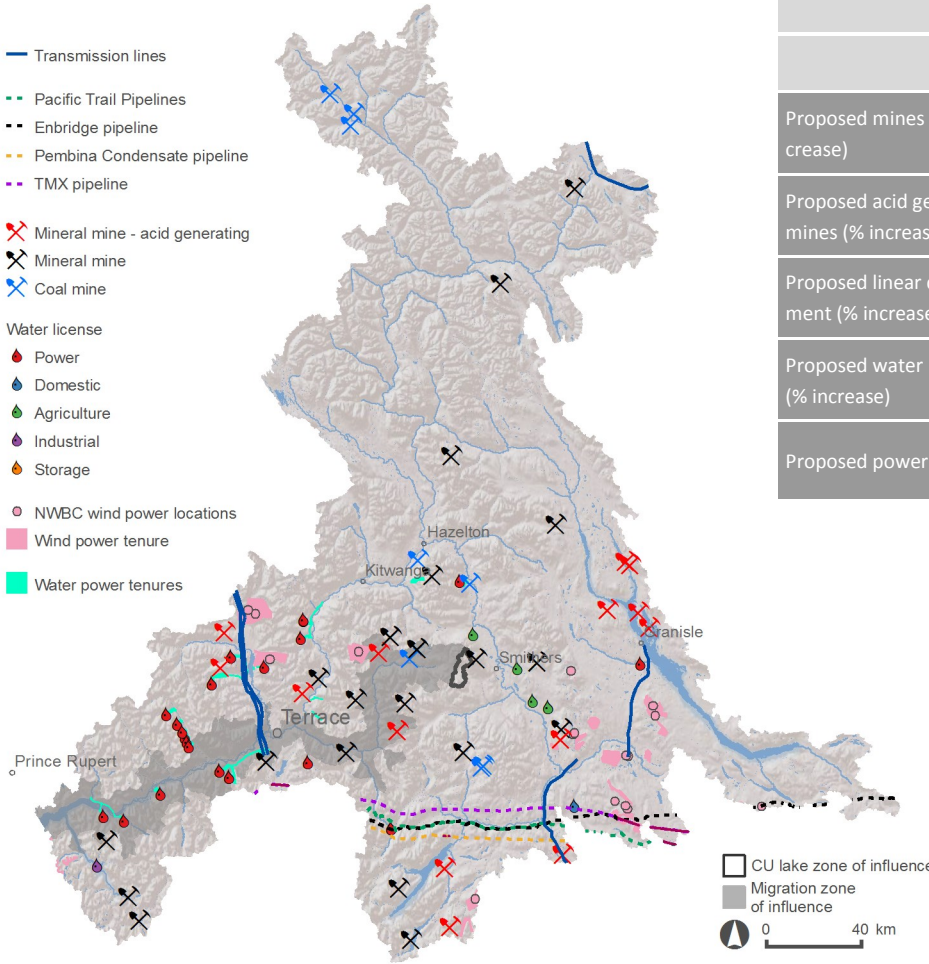 Transmission lines
Pacific Trail Pipelines
Enbridge pipeline
Pembina Condensate pipeline
TMX pipeline
Mineral mine - acid generating
Mineral mine
Coal mine
Water license
Power
Domestic
Agriculture
Industrial
Storage
NWBC wind power locations
Wind power tenure
Water power tenures
Hazelton
Kitwanga
Granisle
Smithers
Terrace
Prince Rupert
CU lake zone of influence
Migration zone
of influence
0 40 km
Proposed mines
crease)
Proposed acid ge
mines (% increas
Proposed linear
ment (% increase
Proposed water
(% increase)
Proposed power